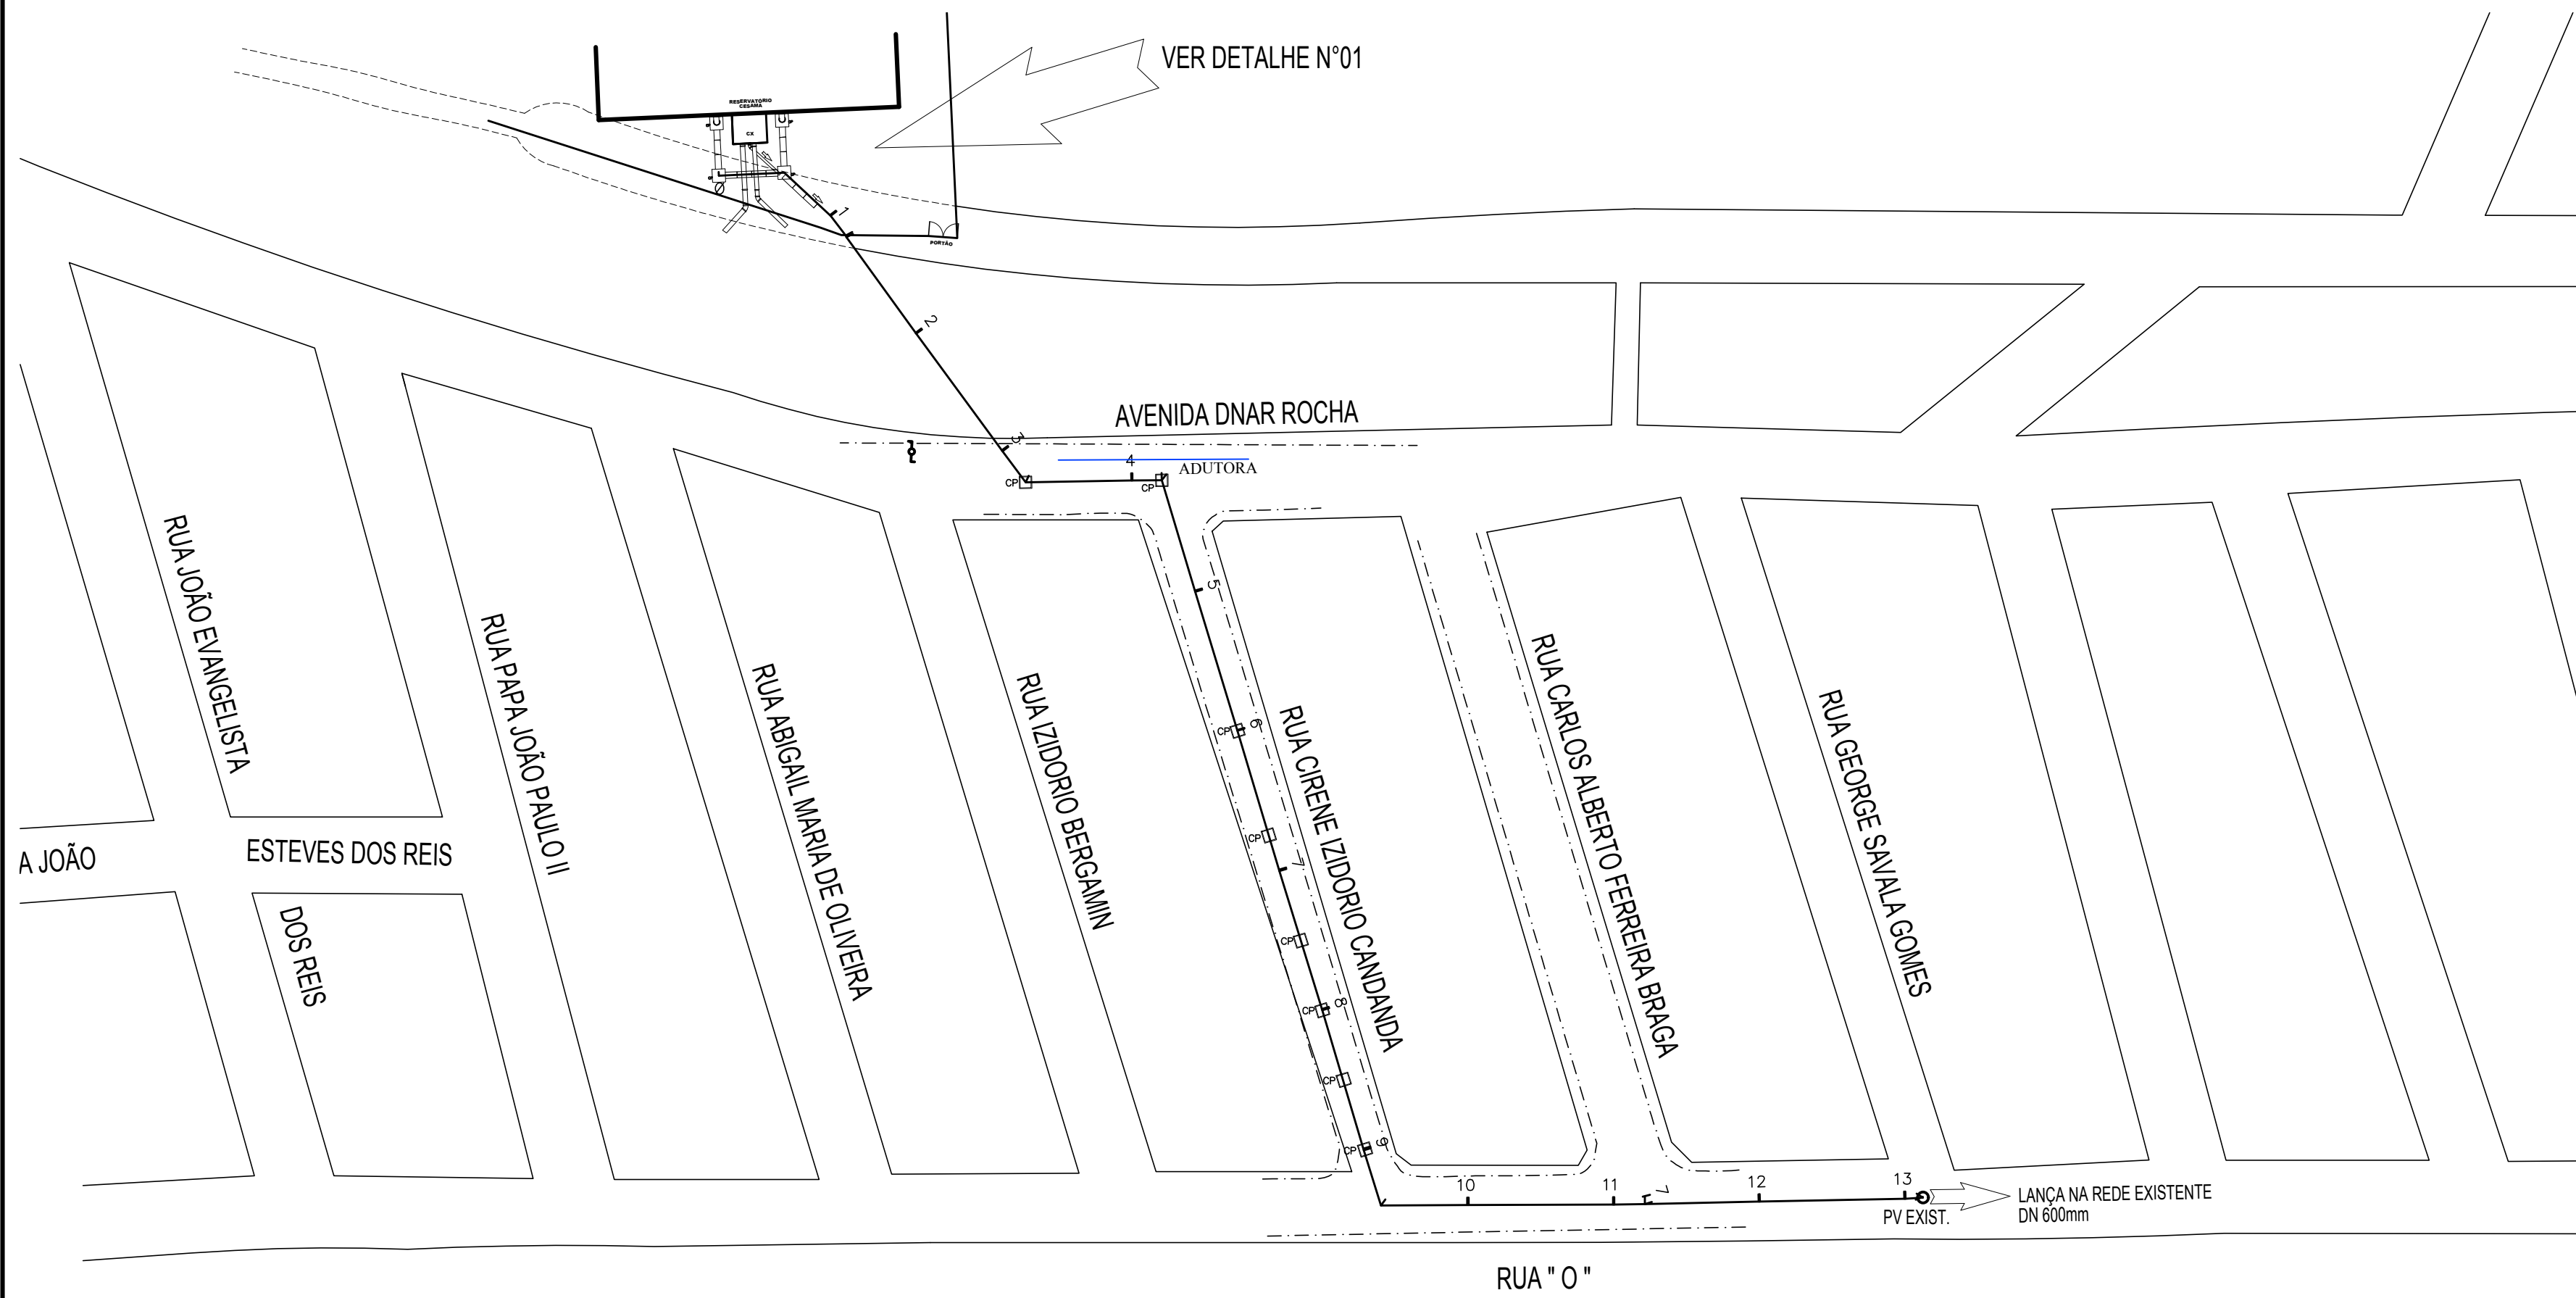 VER DETALHE N°01
RESERVATORIO
CESAMA
CX
1
PORTÃO
2
AVENIDA DNAR ROCHA
3
4
ADUTORA
CP
CP
RUA JOÃO EVANGELISTA
5
RUA PAPA JOÃO PAULO II
RUA ABIGAIL MARIA DE OLIVEIRA
RUA IZIDORIO BERGAMIN
CP
6
RUA CIRENE IZIDORIO CANDANDA
RUA CARLOS ALBERTO FERREIRA BRAGA
RUA GEORGE SAVALA GOMES
CP
7
A JOÃO
ESTEVES DOS REIS
DOS REIS
CP
CP
8
CP
CP
9
10
11
7
12
13
LANÇA NA REDE EXISTENTE
DN 600mm
PV EXIST.
RUA " O "